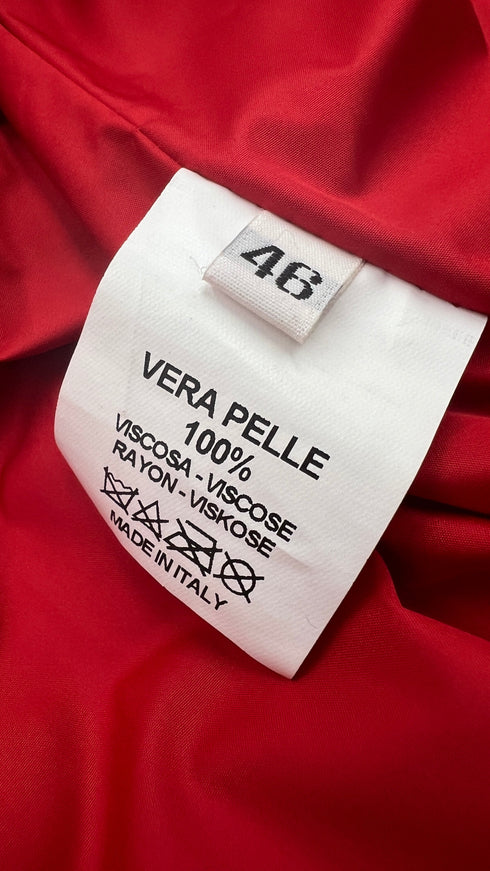 46
VERA PELLE
100%
VISCOSA - VISCOSE
RAYON - VISKOSE
MADE IN ITALY